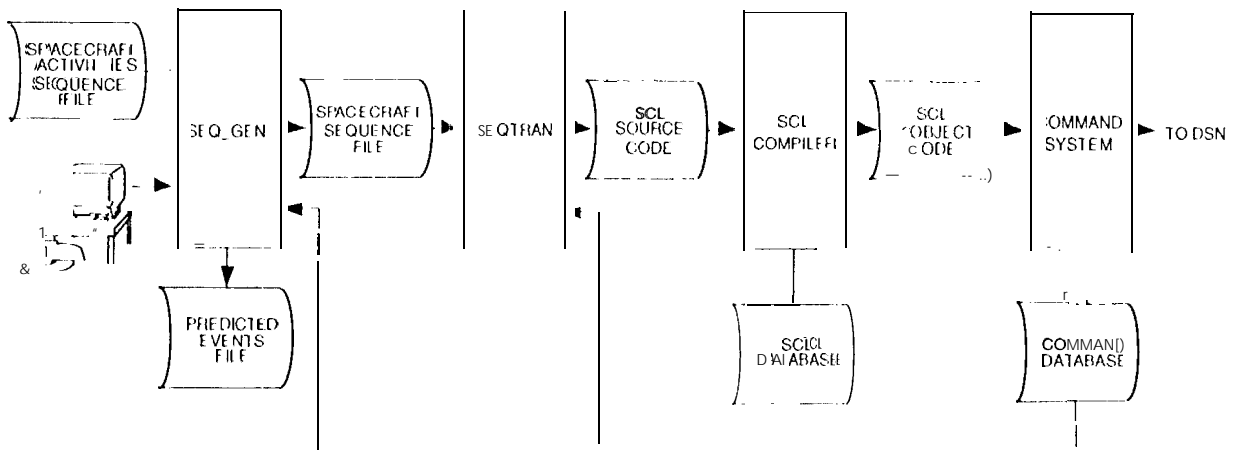 SPACECRAFT
ACTIVITIES
SEQUENCE
FILE
SEQ_GEN
SPACECRAFT
SEQUENCE
FILE
SEQTRAN
SCL
SOURCE
CODE
SCL
COMPILER
SCL
OBJECT
CODE
COMMAND
SYSTEM
TO DSN
PREDICTED
EVENTS
FILE
SCL
DATABASE
COMMAND
DATABASE